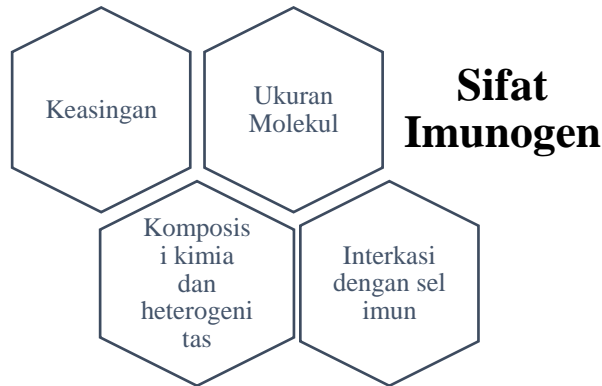 Keasingan
Ukuran
Molekul
Sifat
Imunogen
Komposis
i kimia
dan
heterogeni
tas
Interkasi
dengan sel
imun